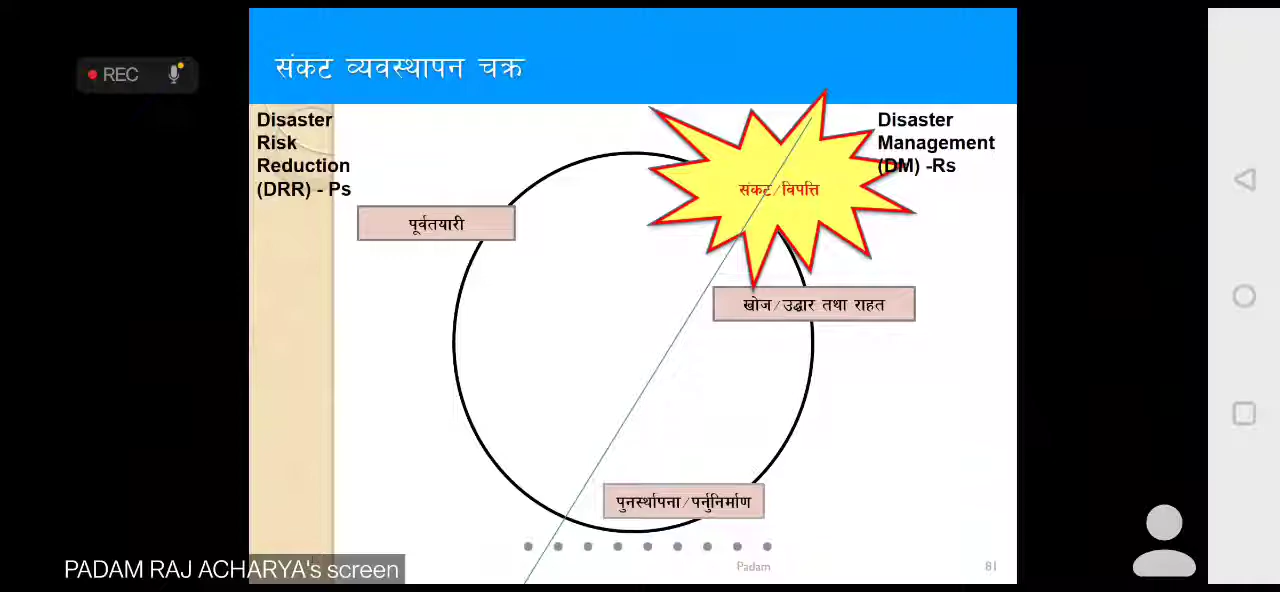 REC
संकट व्यवस्थापन चक्र
Disaster
Risk
Reduction
(DRR) - Ps
Disaster
Management
(DM) -Rs
संकट/विपत्ति
पूर्वतयारी
खोज/उद्धार तथा राहत
पुनर्स्थापना/पर्नुनिर्माण
Padam
81
PADAM RAJ ACHARYA's screen